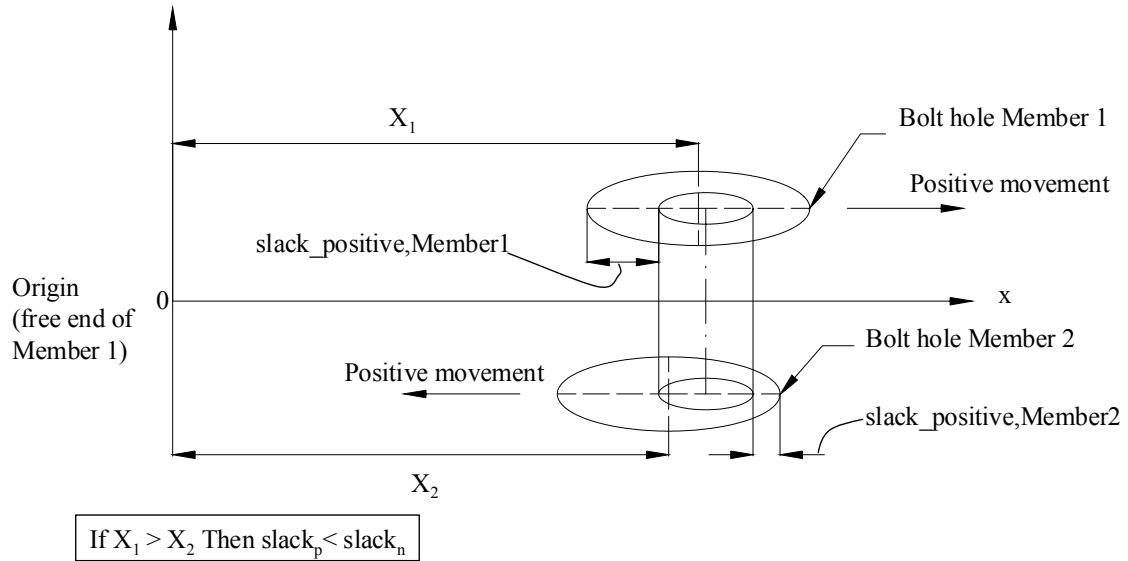 X₁
Bolt hole Member 1
Positive movement
slack_positive,Member1
Origin
(free end of
Member 1)
0
x
Bolt hole Member 2
Positive movement
slack_positive,Member2
X₂
If X₁ > X₂ Then slackₚ< slackₙ